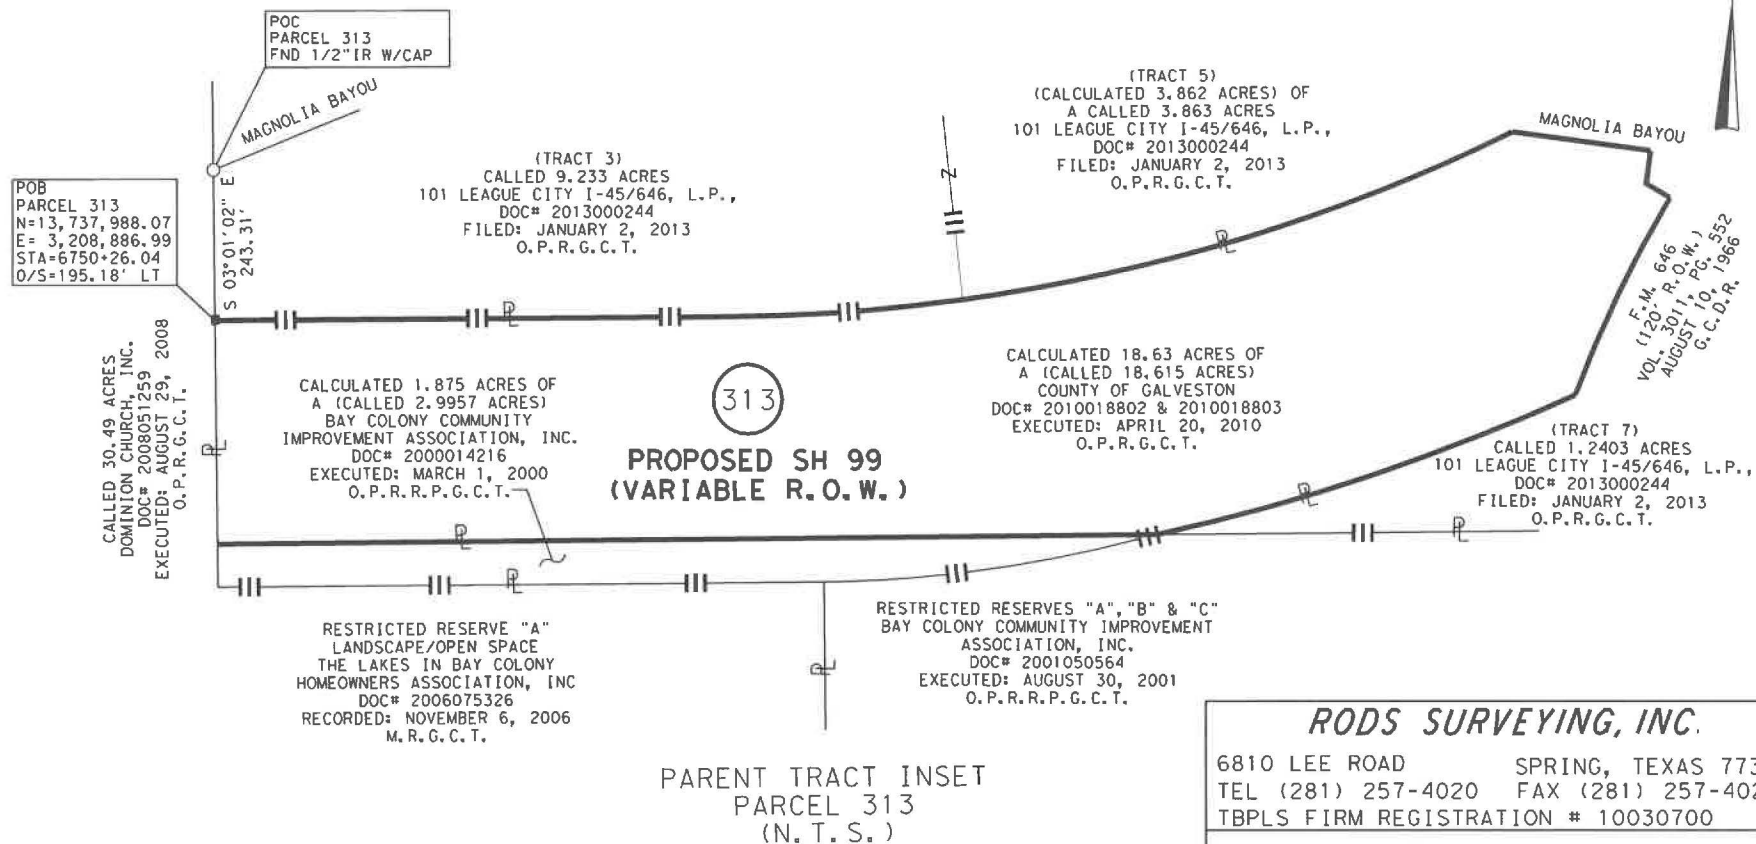 POC
PARCEL 313
FND 1/2"IR W/CAP
MAGNOLIA BAYOU
POB
PARCEL 313
N=13,737,988.07
E= 3,208,886.99
STA=6750+26.04
O/S=195.18' LT
S 03°01'02" E
243.31'
(TRACT 3)
CALLED 9.233 ACRES
101 LEAGUE CITY I-45/646, L.P.,
DOC# 2013000244
FILED: JANUARY 2, 2013
O.P.R.G.C.T.
(TRACT 5)
(CALCULATED 3.862 ACRES) OF
A CALLED 3.863 ACRES
101 LEAGUE CITY I-45/646, L.P.,
DOC# 2013000244
FILED: JANUARY 2, 2013
O.P.R.G.C.T.
MAGNOLIA BAYOU
F.M. 646
(120' R.O.W.)
VOL. 3011, PG. 552
AUGUST 10, 1966
G.C.D.R.
CALLED 30.49 ACRES
DOMINION CHURCH, INC.
DOC# 2008051259
EXECUTED: AUGUST 29, 2008
O.P.R.G.C.T.
CALCULATED 1.875 ACRES OF
A (CALLED 2.9957 ACRES)
BAY COLONY COMMUNITY
IMPROVEMENT ASSOCIATION, INC.
DOC# 2000014216
EXECUTED: MARCH 1, 2000
O.P.R.R.P.G.C.T.
313
PROPOSED SH 99
(VARIABLE R.O.W.)
CALCULATED 18.63 ACRES OF
A (CALLED 18.615 ACRES)
COUNTY OF GALVESTON
DOC# 2010018802 & 2010018803
EXECUTED: APRIL 20, 2010
O.P.R.G.C.T.
(TRACT 7)
CALLED 1.2403 ACRES
101 LEAGUE CITY I-45/646, L.P.,
DOC# 2013000244
FILED: JANUARY 2, 2013
O.P.R.G.C.T.
RESTRICTED RESERVE "A"
LANDSCAPE/OPEN SPACE
THE LAKES IN BAY COLONY
HOMEOWNERS ASSOCIATION, INC
DOC# 2006075326
RECORDED: NOVEMBER 6, 2006
M.R.G.C.T.
RESTRICTED RESERVES "A", "B" & "C"
BAY COLONY COMMUNITY IMPROVEMENT
ASSOCIATION, INC.
DOC# 2001050564
EXECUTED: AUGUST 30, 2001
O.P.R.R.P.G.C.T.
PARENT TRACT INSET
PARCEL 313
(N.T.S.)
RODS SURVEYING, INC.
6810 LEE ROAD SPRING, TEXAS 773
TEL (281) 257-4020 FAX (281) 257-402
TBPLS FIRM REGISTRATION # 10030700